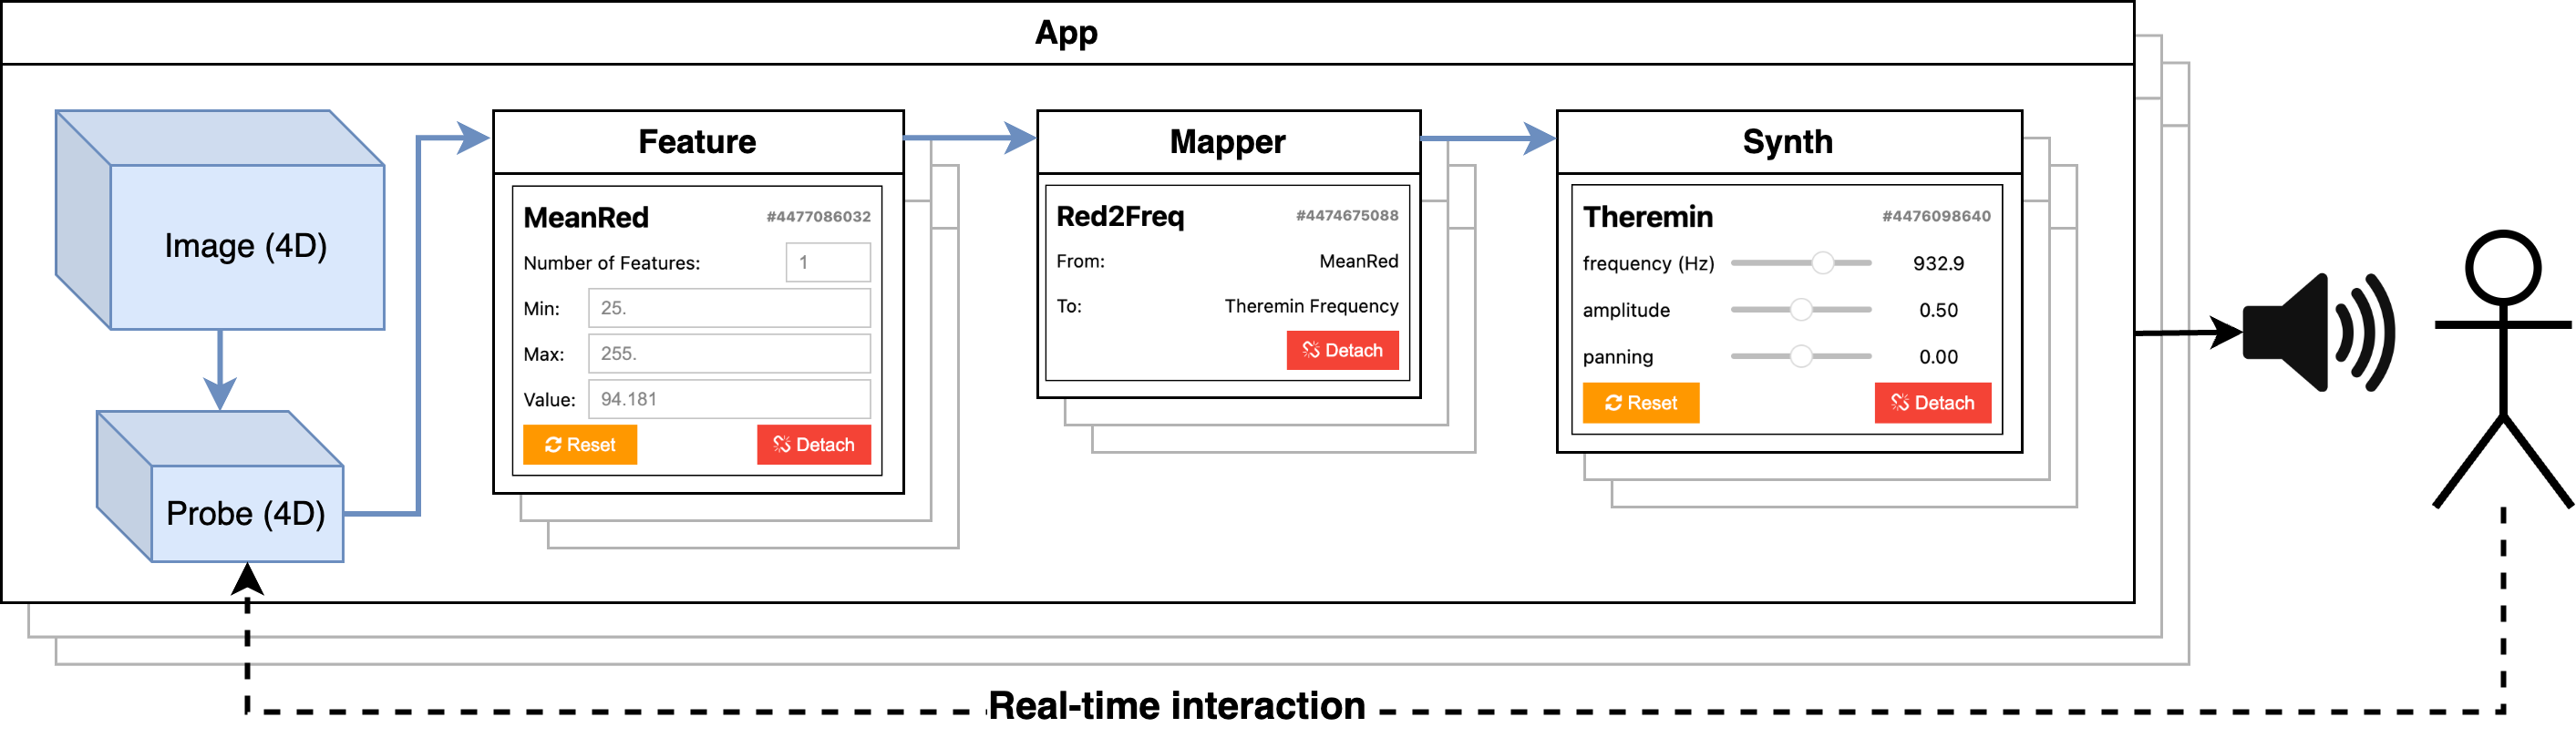 App
Image (4D)
Probe (4D)
Feature
MeanRed #4477086032
Number of Features: 1
Min: 25.
Max: 255.
Value: 94.181
Reset Detach
Mapper
Red2Freq #4474675088
From: MeanRed
To: Theremin Frequency
Detach
Synth
Theremin #4476098640
frequency (Hz) 932.9
amplitude 0.50
panning 0.00
Reset Detach
Real-time interaction